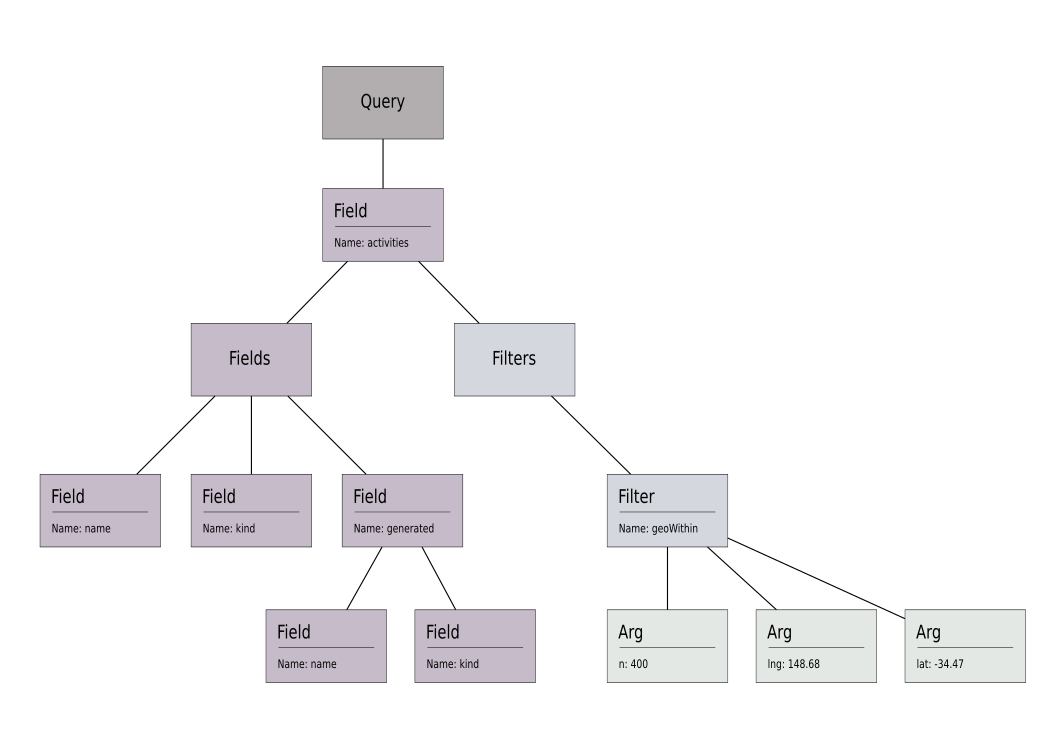 Query
Field
Name: activities
Fields
Filters
Field
Name: name
Field
Name: kind
Field
Name: generated
Filter
Name: geoWithin
Field
Name: name
Field
Name: kind
Arg
n: 400
Arg
lng: 148.68
Arg
lat: -34.47